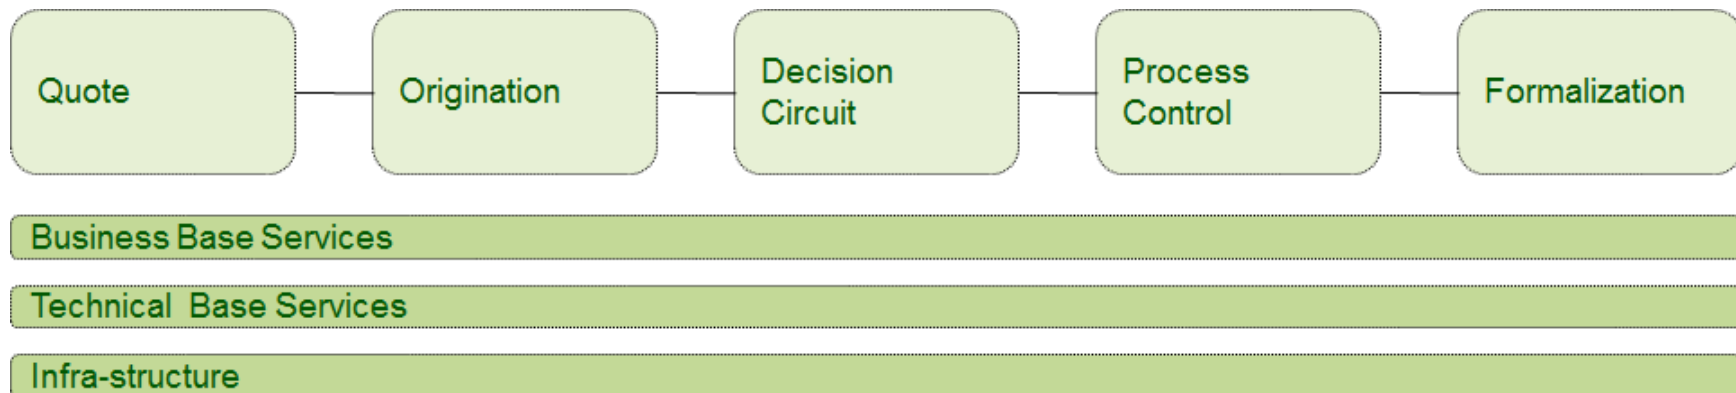 Quote
Origination
Decision
Circuit
Process
Control
Formalization
Business Base Services
Technical  Base Services
Infra-structure